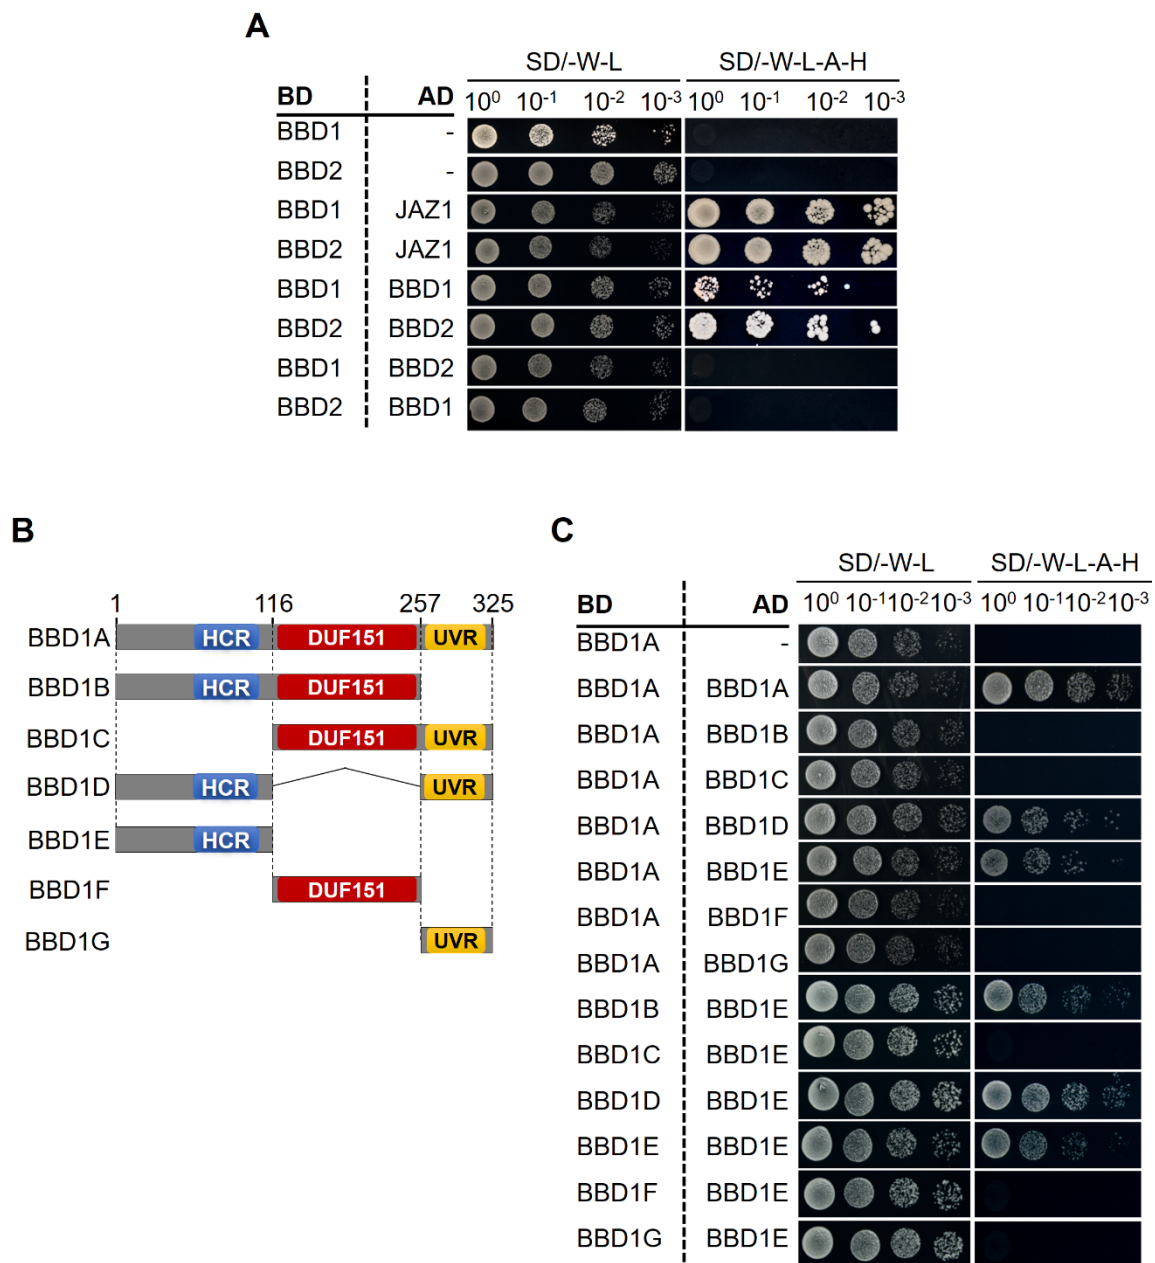 A
SD/-W-L SD/-W-L-A-H
BD AD 10⁰ 10⁻¹ 10⁻² 10⁻³ 10⁰ 10⁻¹ 10⁻² 10⁻³
BBD1 -
BBD2 -
BBD1 JAZ1
BBD2 JAZ1
BBD1 BBD1
BBD2 BBD2
BBD1 BBD2
BBD2 BBD1
B
1 116 257 325
BBD1A HCR DUF151 UVR
BBD1B HCR DUF151
BBD1C DUF151 UVR
BBD1D HCR UVR
BBD1E HCR
BBD1F DUF151
BBD1G UVR
C
SD/-W-L SD/-W-L-A-H
BD AD 10⁰ 10⁻¹ 10⁻² 10⁻³ 10⁰ 10⁻¹ 10⁻² 10⁻³
BBD1A -
BBD1A BBD1A
BBD1A BBD1B
BBD1A BBD1C
BBD1A BBD1D
BBD1A BBD1E
BBD1A BBD1F
BBD1A BBD1G
BBD1B BBD1E
BBD1C BBD1E
BBD1D BBD1E
BBD1E BBD1E
BBD1F BBD1E
BBD1G BBD1E